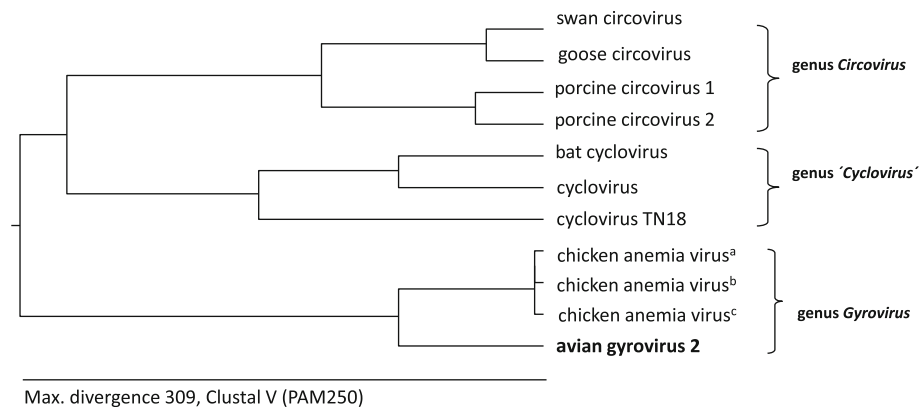 swan circovirus
goose circovirus
porcine circovirus 1
porcine circovirus 2
genus Circovirus
bat cyclovirus
cyclovirus
cyclovirus TN18
genus ´Cyclovirus´
chicken anemia virusᵃ
chicken anemia virusᵇ
chicken anemia virusᶜ
avian gyrovirus 2
genus Gyrovirus
Max. divergence 309, Clustal V (PAM250)